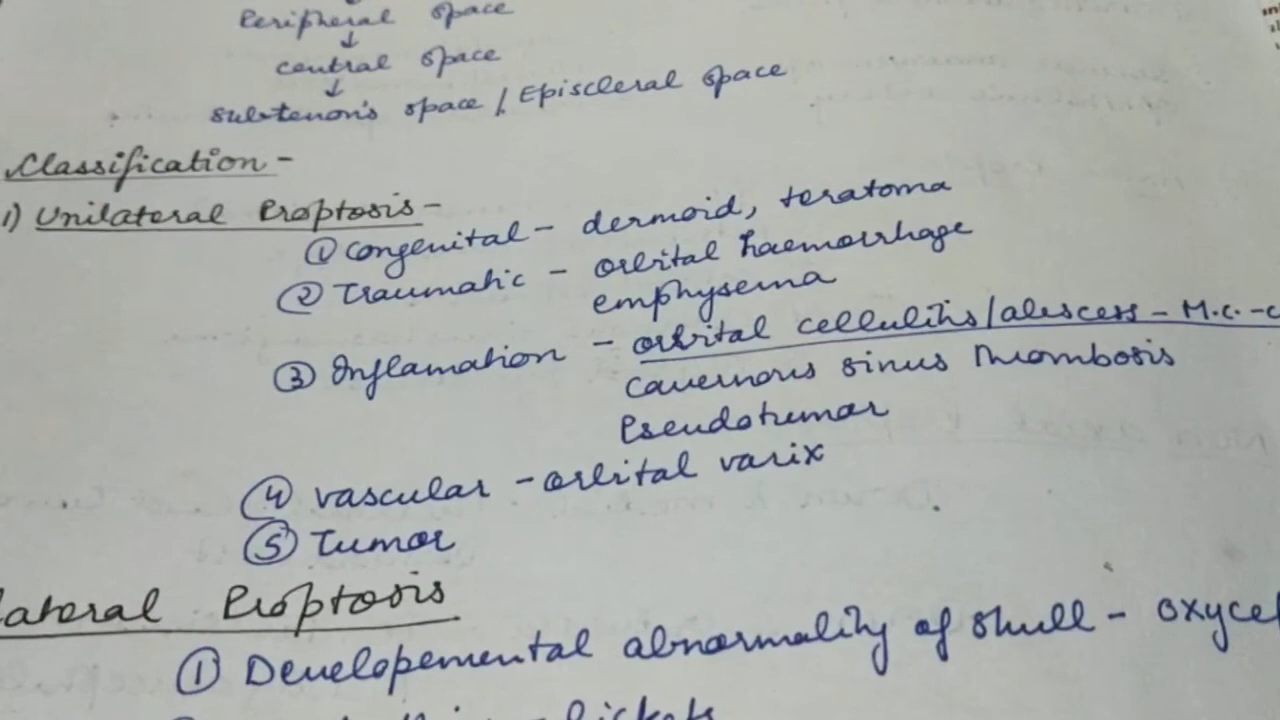 Peripheral space
↓
central space
↓
subtenon's space / Episcleral space
Classification -
1) Unilateral Proptosis -
① Congenital - dermoid, teratoma
② Traumatic - orbital haemorrhage
emphysema
③ Inflamation - orbital cellulitis/abscess - M.C. - c
cavernous sinus Thrombosis
Pseudotumor
④ vascular - orbital varix
⑤ Tumor
lateral Proptosis
① Developemental abnormality of skull - oxyce
Rickets